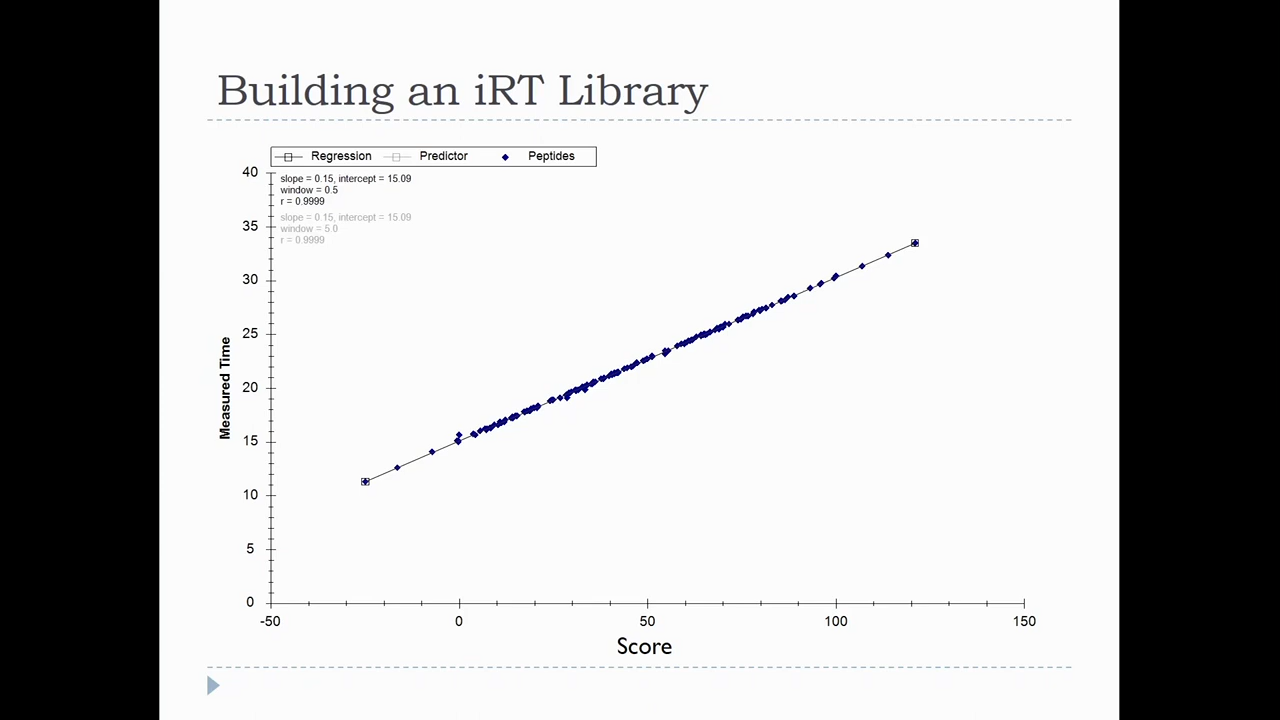 Building an iRT Library
Regression Predictor Peptides
slope = 0.15, intercept = 15.09
window = 0.5
r = 0.9999
slope = 0.15, intercept = 15.09
window = 5.0
r = 0.9999
40
35
30
25
20
15
10
5
0
Measured Time
-50 0 50 100 150
Score